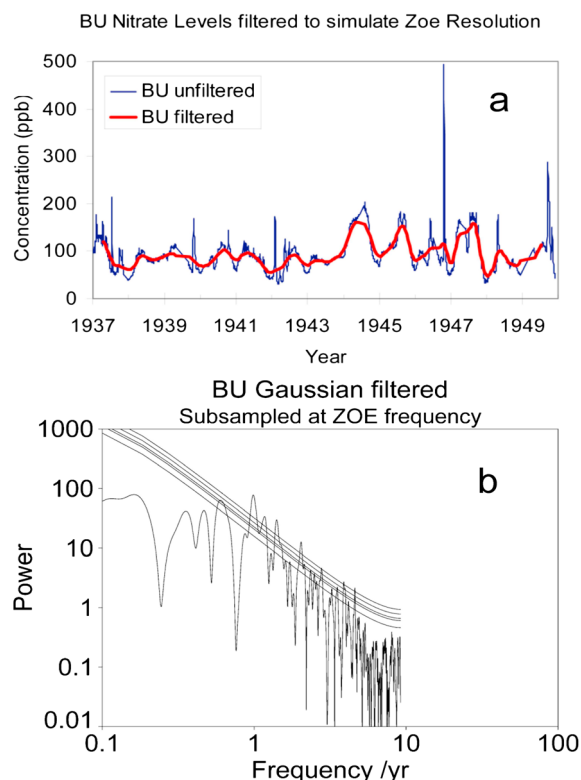 BU Nitrate Levels filtered to simulate Zoe Resolution
500
400
300
200
100
0
Concentration (ppb)
BU unfiltered
BU filtered
a
1937 1939 1941 1943 1945 1947 1949
Year
BU Gaussian filtered
Subsampled at ZOE frequency
1000
100
10
1
0.1
0.01
Power
b
0.1 1 10 100
Frequency /yr